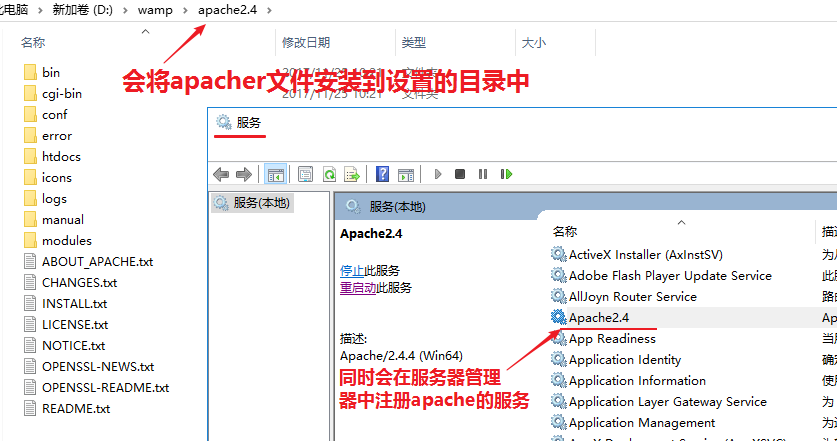 此电脑 > 新加卷 (D:) > wamp > apache2.4 >
名称 修改日期 类型 大小
bin
cgi-bin 2017/11/25 10:21 文件夹
conf
error
htdocs
icons
logs
manual
modules
ABOUT_APACHE.txt
CHANGES.txt
INSTALL.txt
LICENSE.txt
NOTICE.txt
OPENSSL-NEWS.txt
OPENSSL-README.txt
README.txt
会将apacher文件安装到设置的目录中
服务
服务(本地)
服务(本地)
Apache2.4
停止此服务
重启动此服务
描述:
Apache/2.4.4 (Win64)
同时会在服务器管理
器中注册apache的服务
名称 描述
ActiveX Installer (AxInstSV) 为从
Adobe Flash Player Update Service 此服
AllJoyn Router Service 路由
Apache2.4 Ap
App Readiness 当用
Application Identity 确定
Application Information
Application Layer Gateway Service 为
Application Management